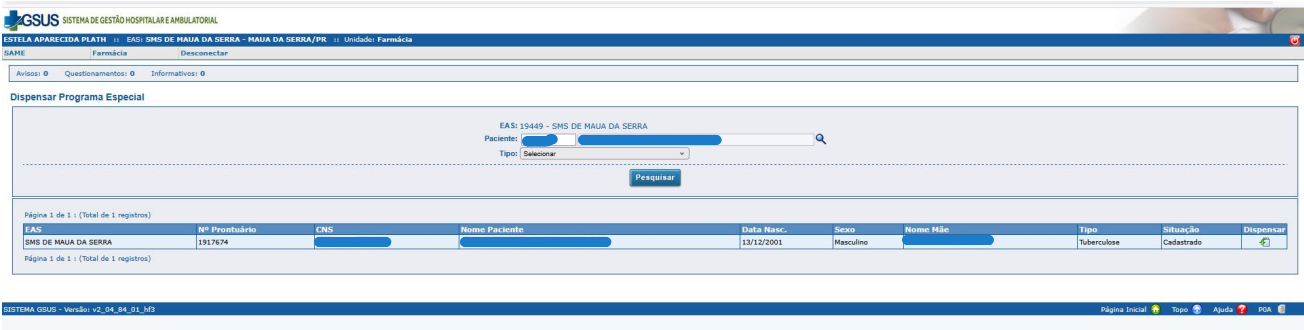 GSUS SISTEMA DE GESTÃO HOSPITALAR E AMBULATORIAL
ESTELA APARECIDA PLATH :: EAS: SMS DE MAUA DA SERRA - MAUA DA SERRA/PR :: Unidade: Farmácia
SAME Farmácia Desconectar
Avisos: 0 Questionamentos: 0 Informativos: 0
Dispensar Programa Especial
EAS: 19449 - SMS DE MAUA DA SERRA
Paciente:
Tipo: Selecionar
Pesquisar
Página 1 de 1 : (Total de 1 registros)
EAS Nº Prontuário CNS Nome Paciente Data Nasc. Sexo Nome Mãe Tipo Situação Dispensar
SMS DE MAUA DA SERRA 1917674 13/12/2001 Masculino Tuberculose Cadastrado
Página 1 de 1 : (Total de 1 registros)
SISTEMA GSUS - Versão: v2_04_84_01_hf3 Página Inicial Topo Ajuda POA